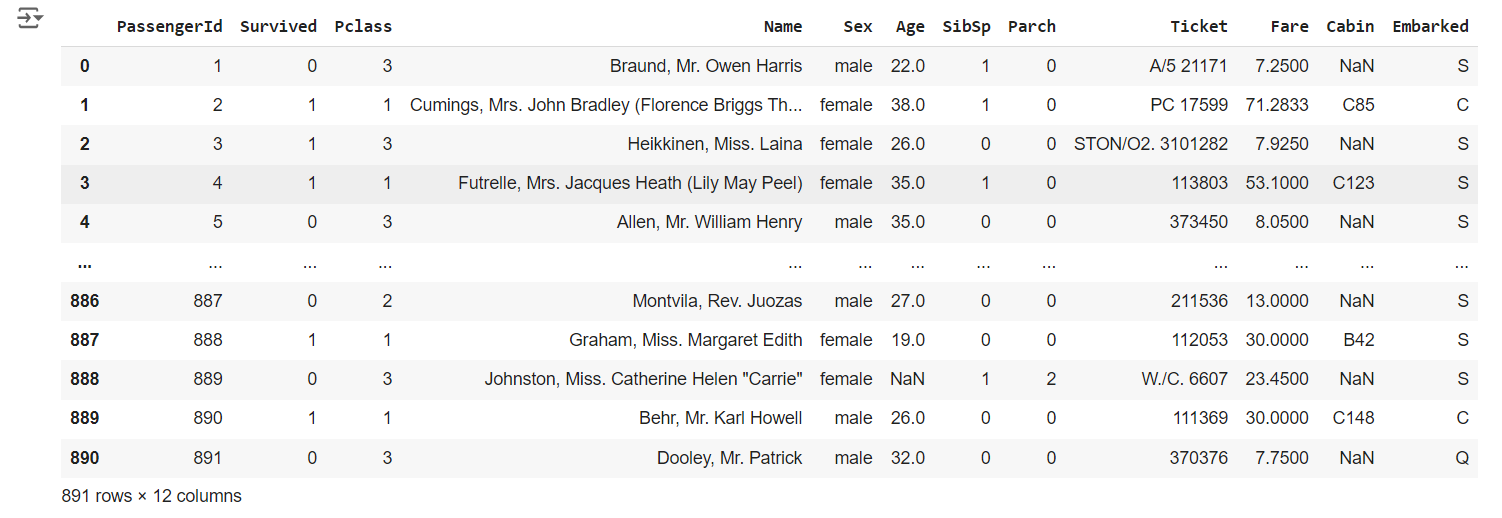 PassengerId Survived Pclass Name Sex Age SibSp Parch Ticket Fare Cabin Embarked
0 1 0 3 Braund, Mr. Owen Harris male 22.0 1 0 A/5 21171 7.2500 NaN S
1 2 1 1 Cumings, Mrs. John Bradley (Florence Briggs Th... female 38.0 1 0 PC 17599 71.2833 C85 C
2 3 1 3 Heikkinen, Miss. Laina female 26.0 0 0 STON/O2. 3101282 7.9250 NaN S
3 4 1 1 Futrelle, Mrs. Jacques Heath (Lily May Peel) female 35.0 1 0 113803 53.1000 C123 S
4 5 0 3 Allen, Mr. William Henry male 35.0 0 0 373450 8.0500 NaN S
... ... ... ... ... ... ... ... ... ... ... ... ...
886 887 0 2 Montvila, Rev. Juozas male 27.0 0 0 211536 13.0000 NaN S
887 888 1 1 Graham, Miss. Margaret Edith female 19.0 0 0 112053 30.0000 B42 S
888 889 0 3 Johnston, Miss. Catherine Helen "Carrie" female NaN 1 2 W./C. 6607 23.4500 NaN S
889 890 1 1 Behr, Mr. Karl Howell male 26.0 0 0 111369 30.0000 C148 C
890 891 0 3 Dooley, Mr. Patrick male 32.0 0 0 370376 7.7500 NaN Q
891 rows × 12 columns